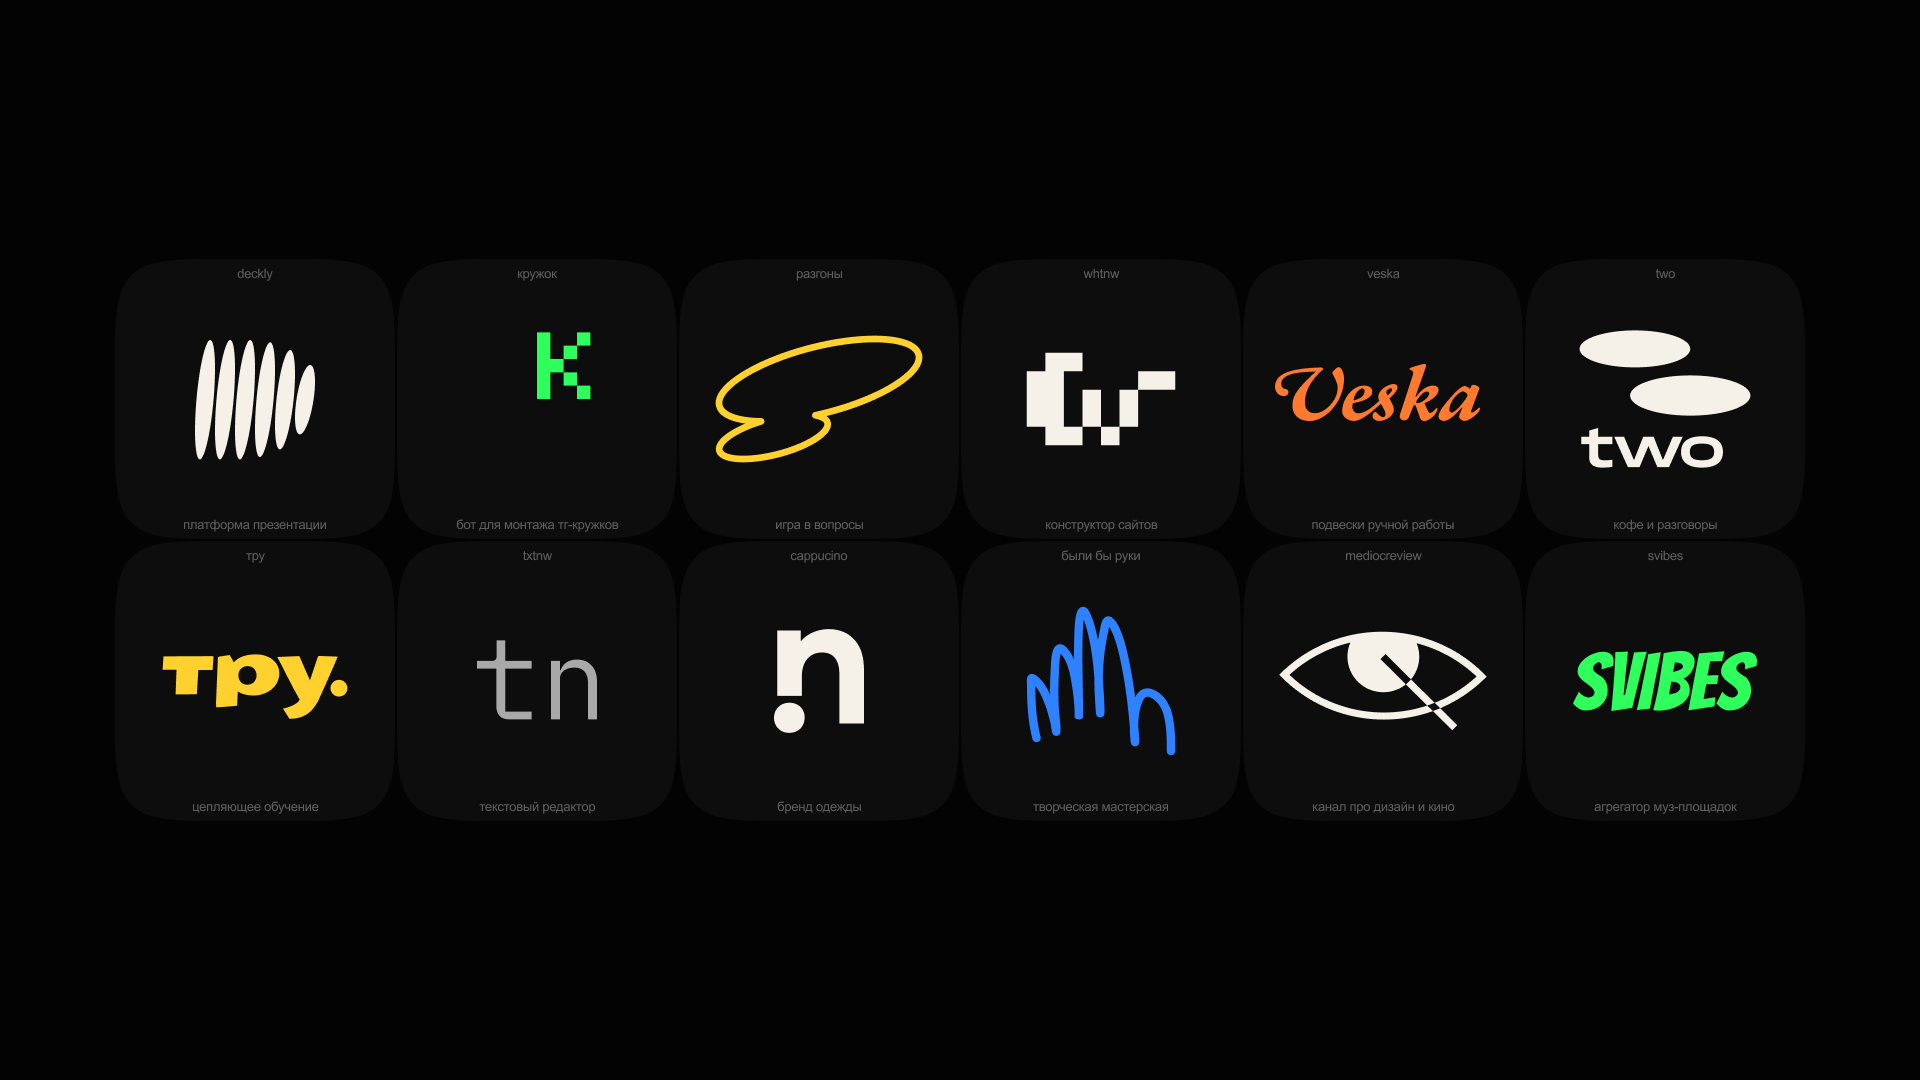 deckly
кружок
разгоны
whtnw
veska
two
K
Veska
two
платформа презентации
бот для монтажа тг-кружков
игра в вопросы
конструктор сайтов
подвески ручной работы
кофе и разговоры
тру
txtnw
cappucino
были бы руки
mediocreview
svibes
тру.
tn
n
SVIBES
цепляющее обучение
текстовый редактор
бренд одежды
творческая мастерская
канал про дизайн и кино
агрегатор муз-площадок